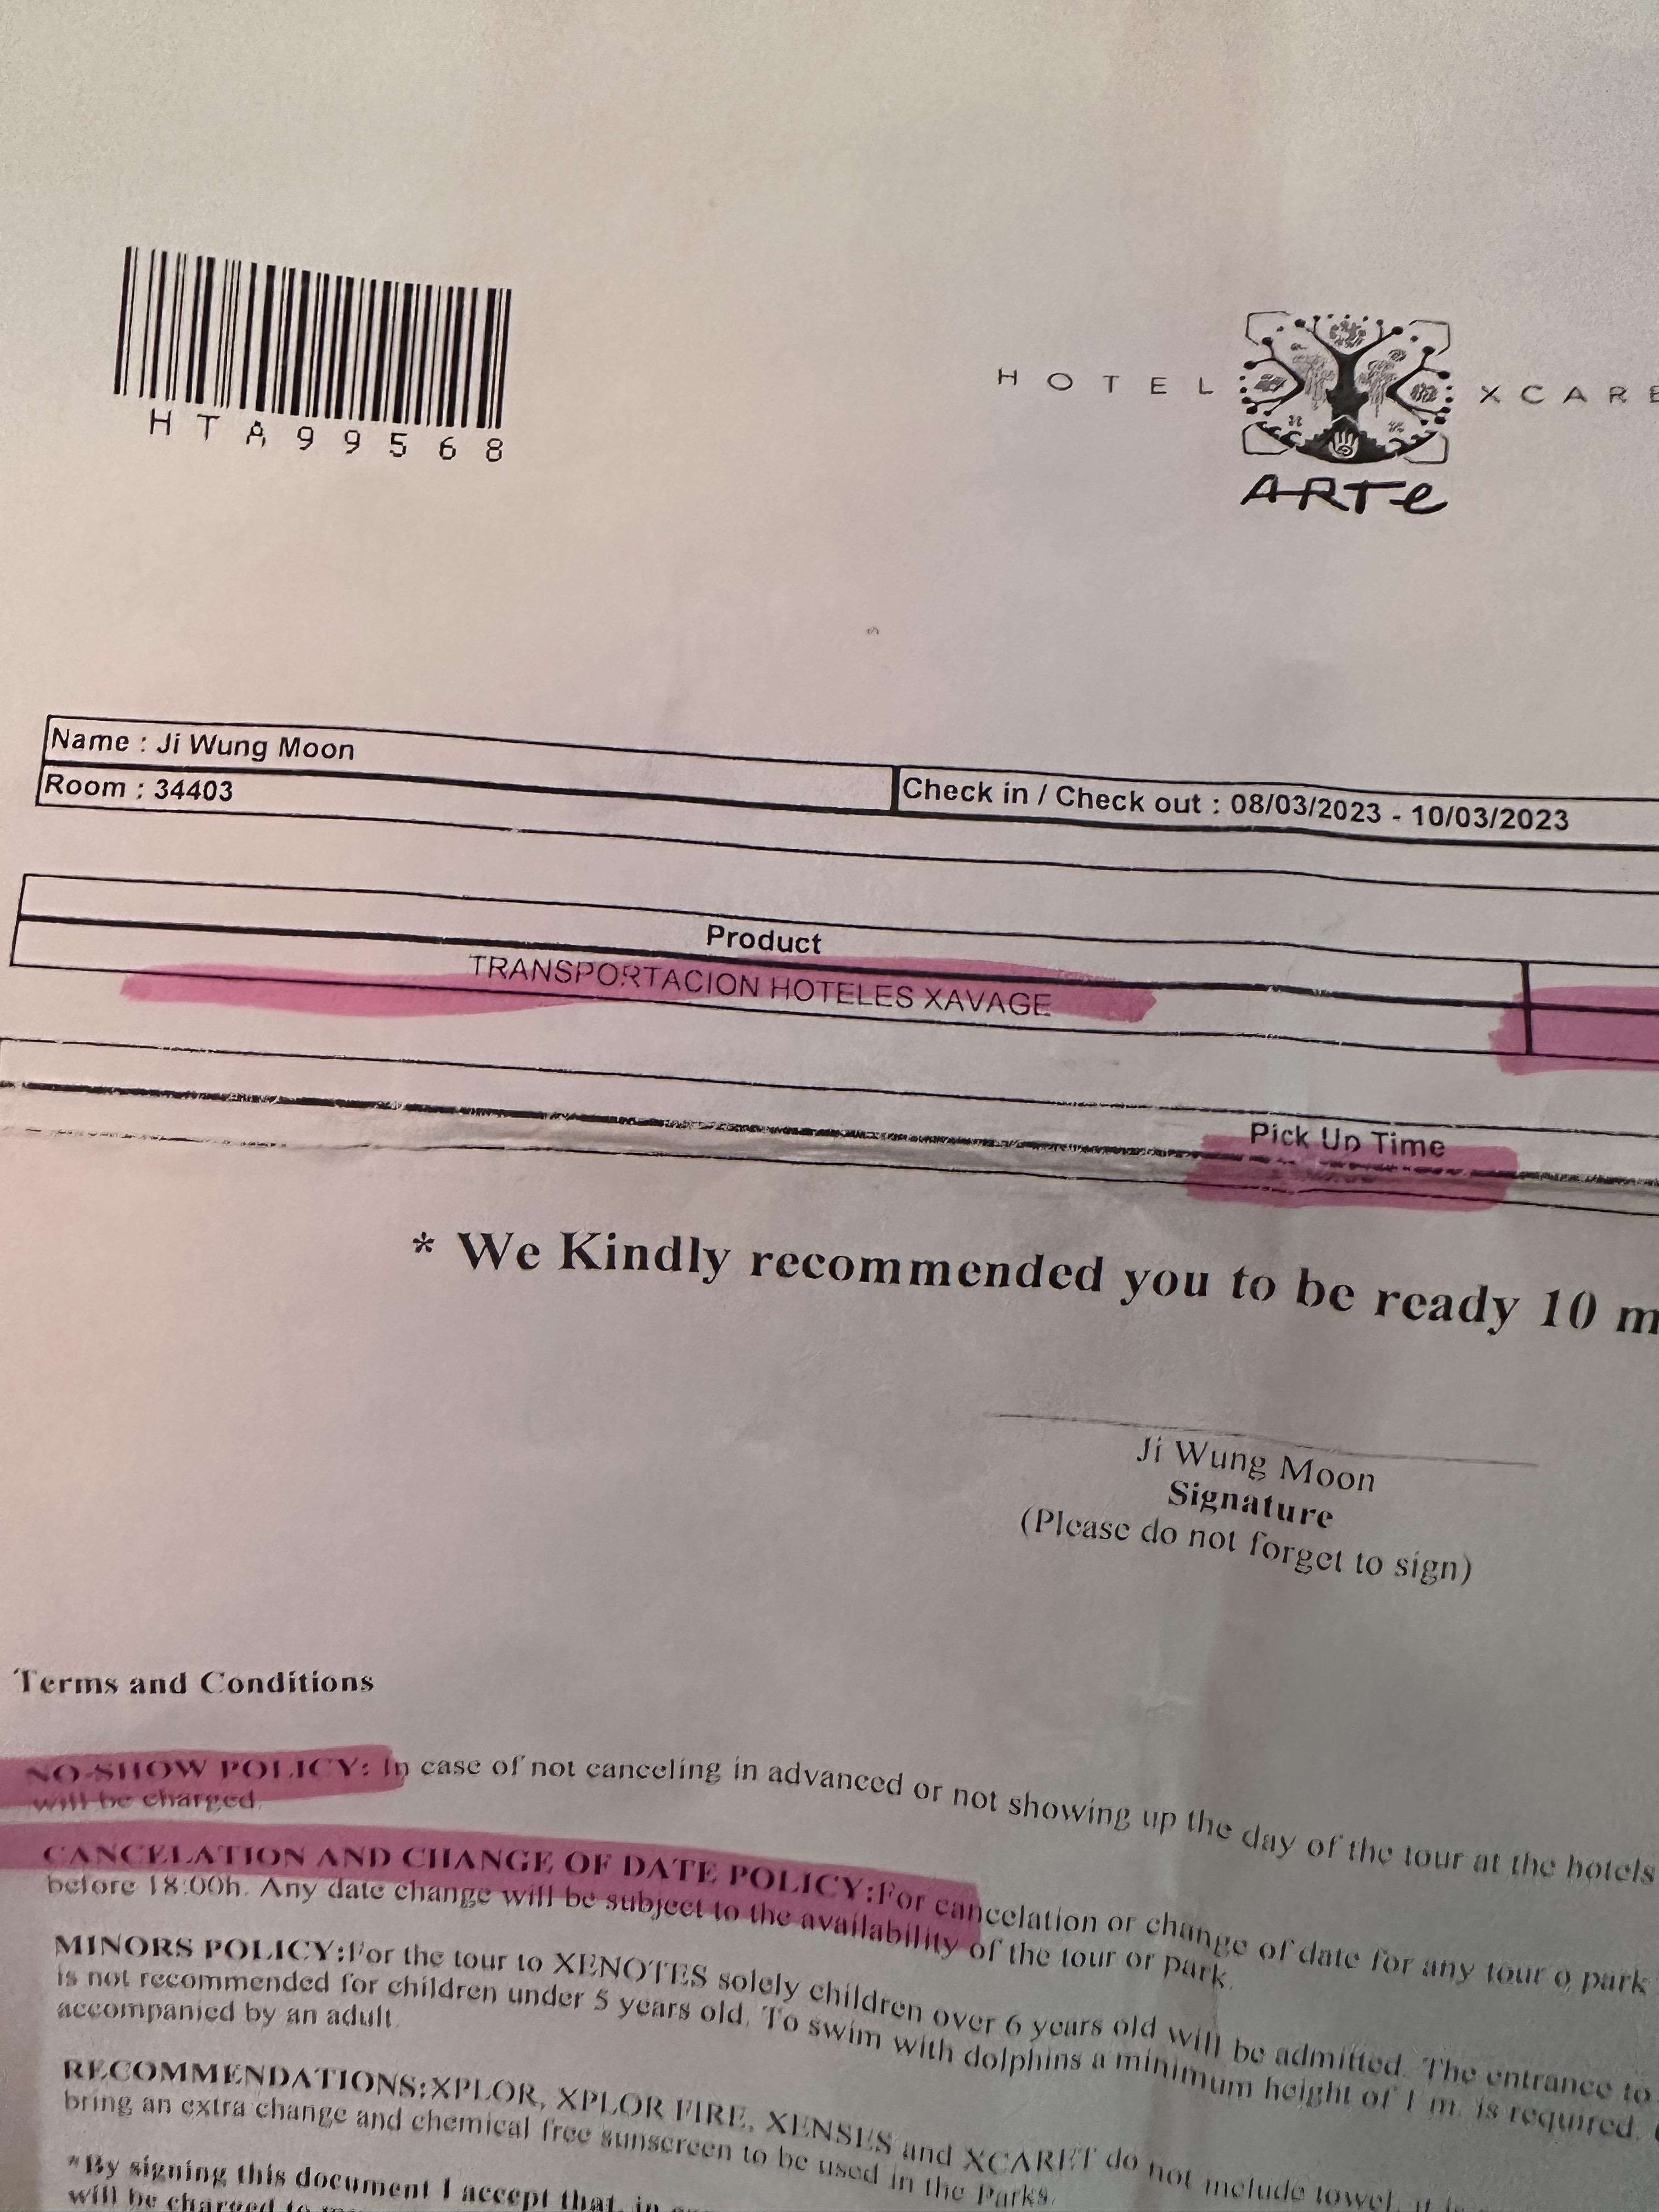 HTA99568
HOTEL XCARE
ARTe
Name : Ji Wung Moon
Room : 34403
Check in / Check out : 08/03/2023 - 10/03/2023
Product
TRANSPORTACION HOTELES XAVAGE
Pick Up Time
* We Kindly recommended you to be ready 10 m
Ji Wung Moon
Signature
(Please do not forget to sign)
Terms and Conditions
NO-SHOW POLICY: In case of not canceling in advanced or not showing up the day of the tour at the hotels
will be charged.
CANCELATION AND CHANGE OF DATE POLICY:For cancelation or change of date for any tour o park
before 18:00h. Any date change will be subject to the availability of the tour or park.
MINORS POLICY:For the tour to XENOTES solely children over 6 years old will be admitted. The entrance to
is not recommended for children under 5 years old. To swim with dolphins a minimum height of 1 m. is required.
accompanied by an adult.
RECOMMENDATIONS:XPLOR, XPLOR FIRE, XENSES and XCARET do not include towel, it is
bring an extra change and chemical free sunscreen to be used in the Parks.
*By signing this document I accept that, in
will be charged to